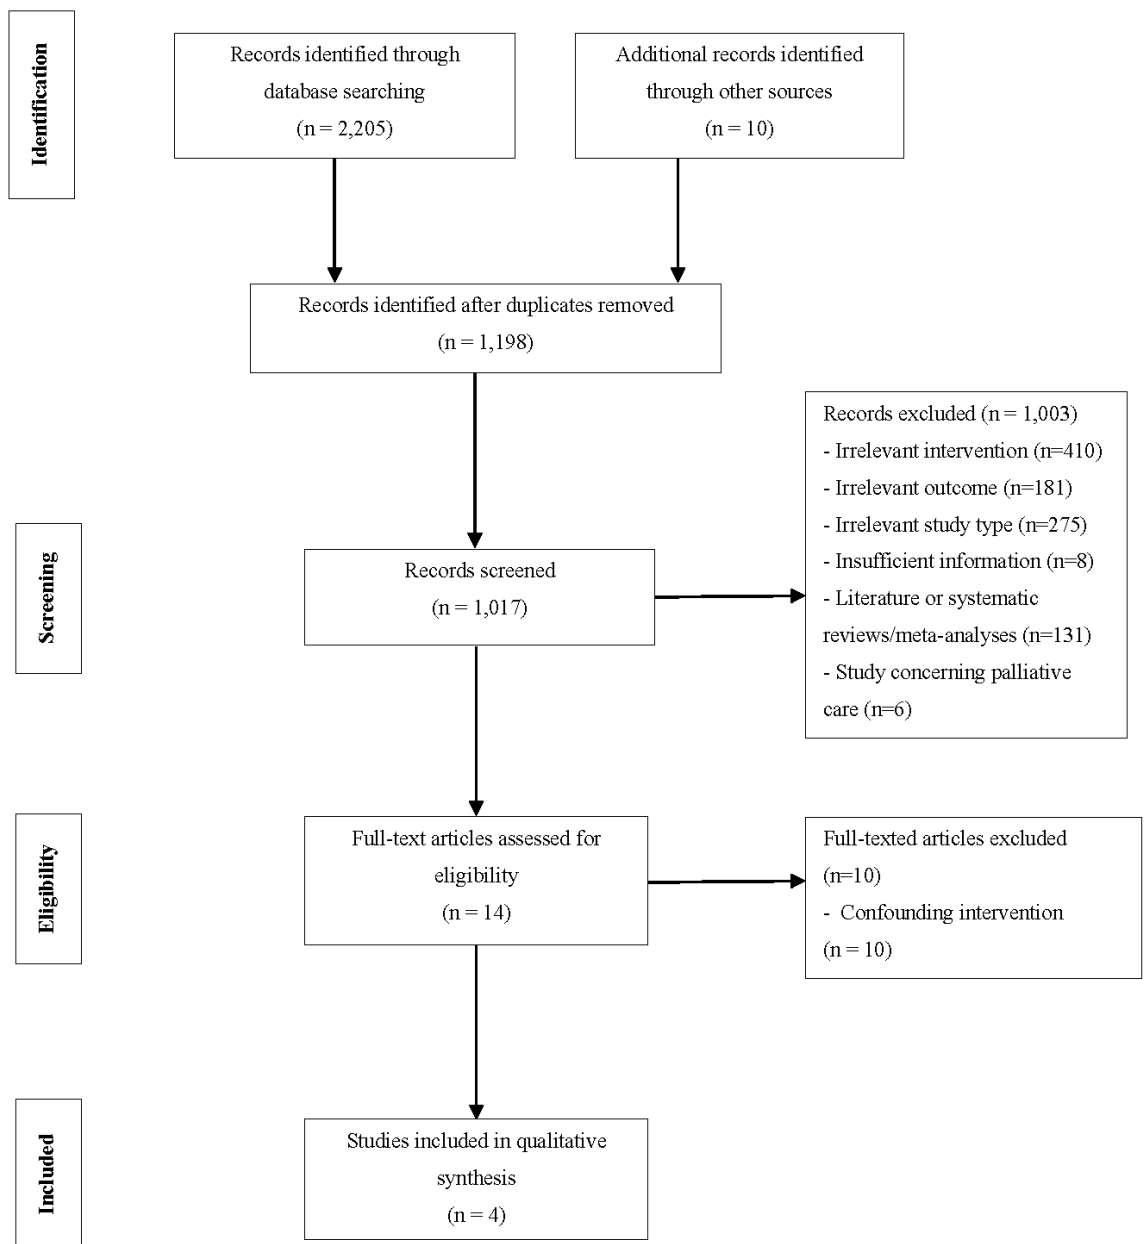 Identification
Records identified through
database searching
(n = 2,205)
Additional records identified
through other sources
(n = 10)
Records identified after duplicates removed
(n = 1,198)
Screening
Records screened
(n = 1,017)
Records excluded (n = 1,003)
- Irrelevant intervention (n=410)
- Irrelevant outcome (n=181)
- Irrelevant study type (n=275)
- Insufficient information (n=8)
- Literature or systematic
reviews/meta-analyses (n=131)
- Study concerning palliative
care (n=6)
Eligibility
Full-text articles assessed for
eligibility
(n = 14)
Full-texted articles excluded
(n=10)
- Confounding intervention
(n = 10)
Included
Studies included in qualitative
synthesis
(n = 4)